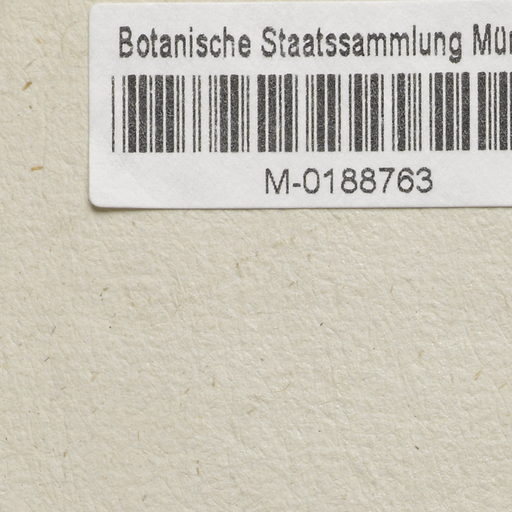 Botanische Staatssammlung Mün
M-0188763